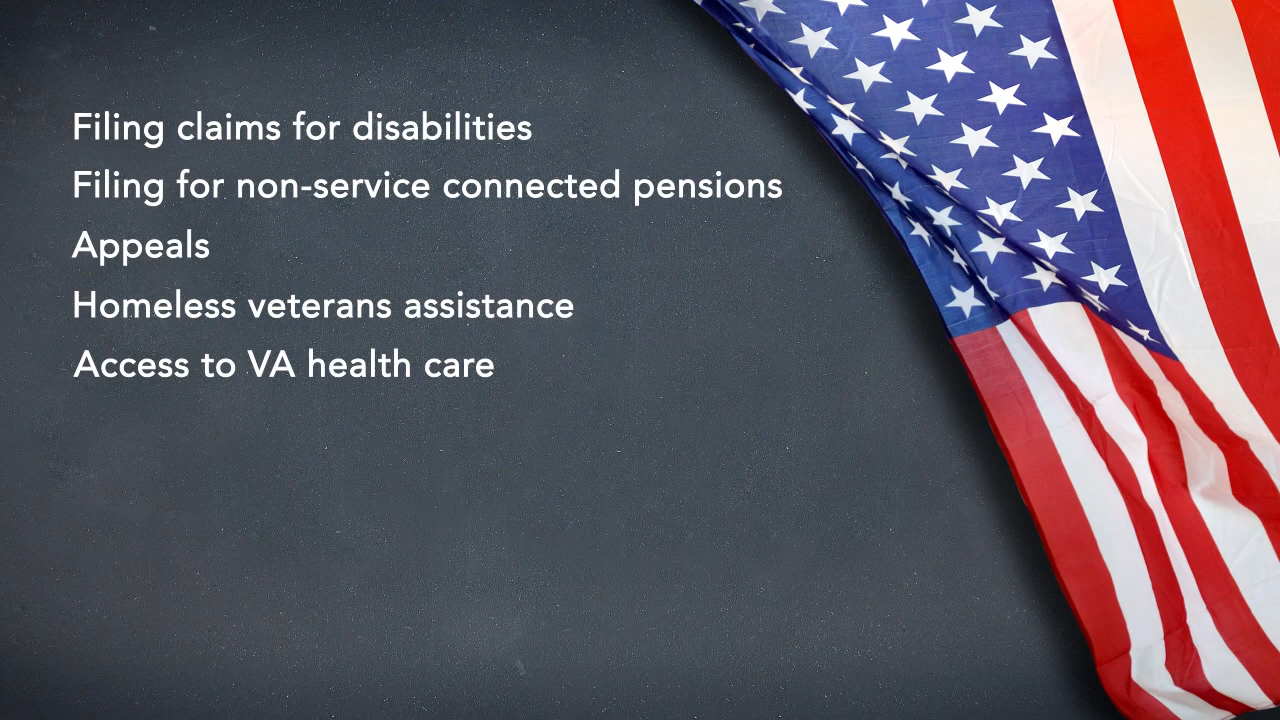 Filing claims for disabilities
Filing for non-service connected pensions
Appeals
Homeless veterans assistance
Access to VA health care